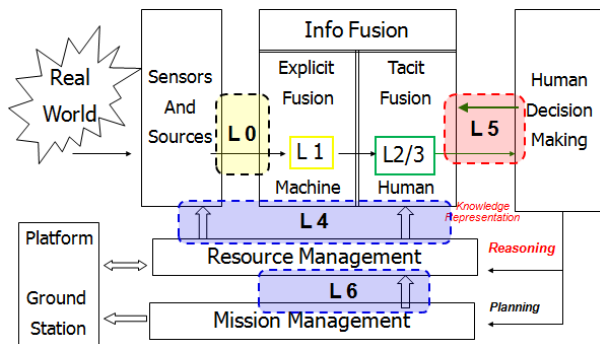 Real
World
Sensors
And
Sources
L 0
Info Fusion
Explicit
Fusion
Tacit
Fusion
L 1
L2/3
Machine
Human
L 5
Human
Decision
Making
Knowledge
Representation
L 4
Platform
Ground
Station
Resource Management
Reasoning
L 6
Planning
Mission Management